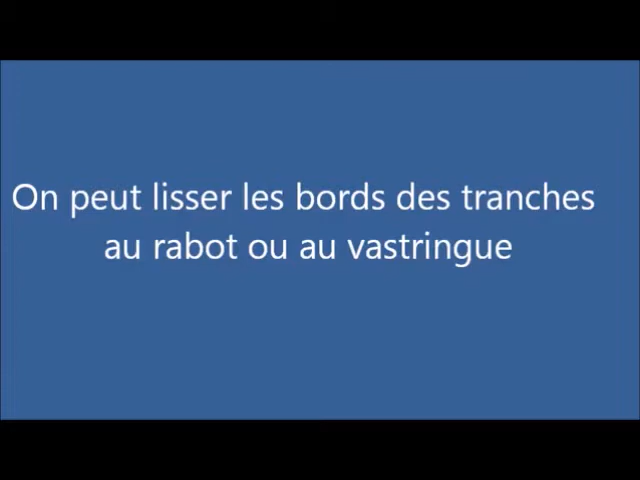 On peut lisser les bords des tranches
au rabot ou au vastringue